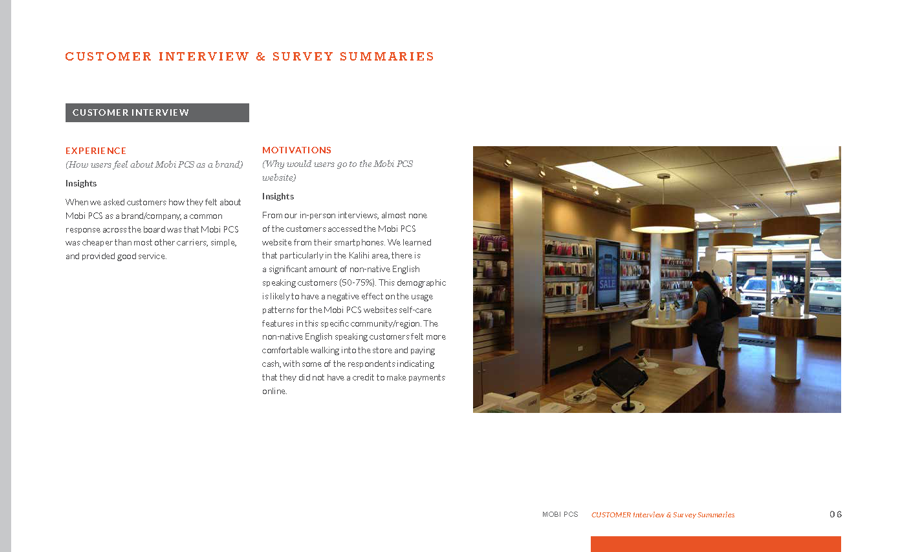 CUSTOMER INTERVIEW & SURVEY SUMMARIES
CUSTOMER INTERVIEW
EXPERIENCE
(How users feel about Mobi PCS as a brand)
Insights
When we asked customers how they felt about
Mobi PCS as a brand/company, a common
response across the board was that Mobi PCS
was cheaper than most other carriers, simple,
and provided good service.
MOTIVATIONS
(Why would users go to the Mobi PCS
website)
Insights
From our in-person interviews, almost none
of the customers accessed the Mobi PCS
website from their smartphones. We learned
that particularly in the Kalihi area, there is
a significant amount of non-native English
speaking customers (50-75%). This demographic
is likely to have a negative effect on the usage
patterns for the Mobi PCS websites self-care
features in this specific community/region. The
non-native English speaking customers felt more
comfortable walking into the store and paying
cash, with some of the respondents indicating
that they did not have a credit to make payments
online.
SALE
MOBI PCS CUSTOMER Interview & Survey Summaries 06